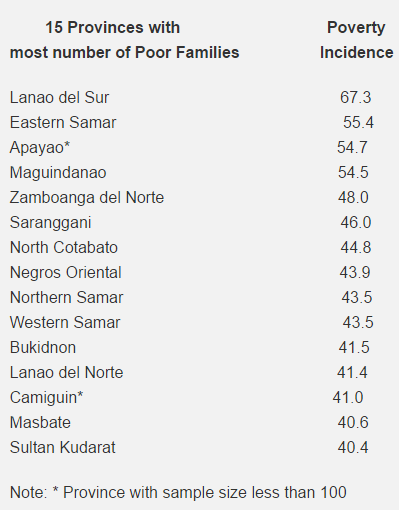 15 Provinces with Poverty
most number of Poor Families Incidence
Lanao del Sur 67.3
Eastern Samar 55.4
Apayao* 54.7
Maguindanao 54.5
Zamboanga del Norte 48.0
Saranggani 46.0
North Cotabato 44.8
Negros Oriental 43.9
Northern Samar 43.5
Western Samar 43.5
Bukidnon 41.5
Lanao del Norte 41.4
Camiguin* 41.0
Masbate 40.6
Sultan Kudarat 40.4
Note: * Province with sample size less than 100